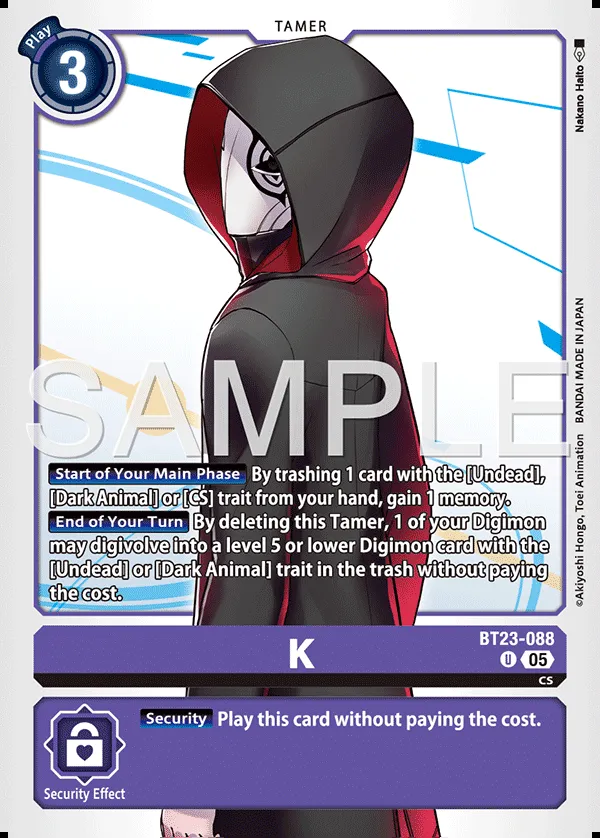 TAMER
Play
3
Nakano Haito
SAMPLE
Start of Your Main Phase By trashing 1 card with the [Undead],
[Dark Animal] or [CS] trait from your hand, gain 1 memory.
End of Your Turn By deleting this Tamer, 1 of your Digimon
may digivolve into a level 5 or lower Digimon card with the
[Undead] or [Dark Animal] trait in the trash without paying
the cost.
©Akiyoshi Hongo, Toei Animation BANDAI MADE IN JAPAN
K
BT23-088
U 05
CS
Security Play this card without paying the cost.
Security Effect